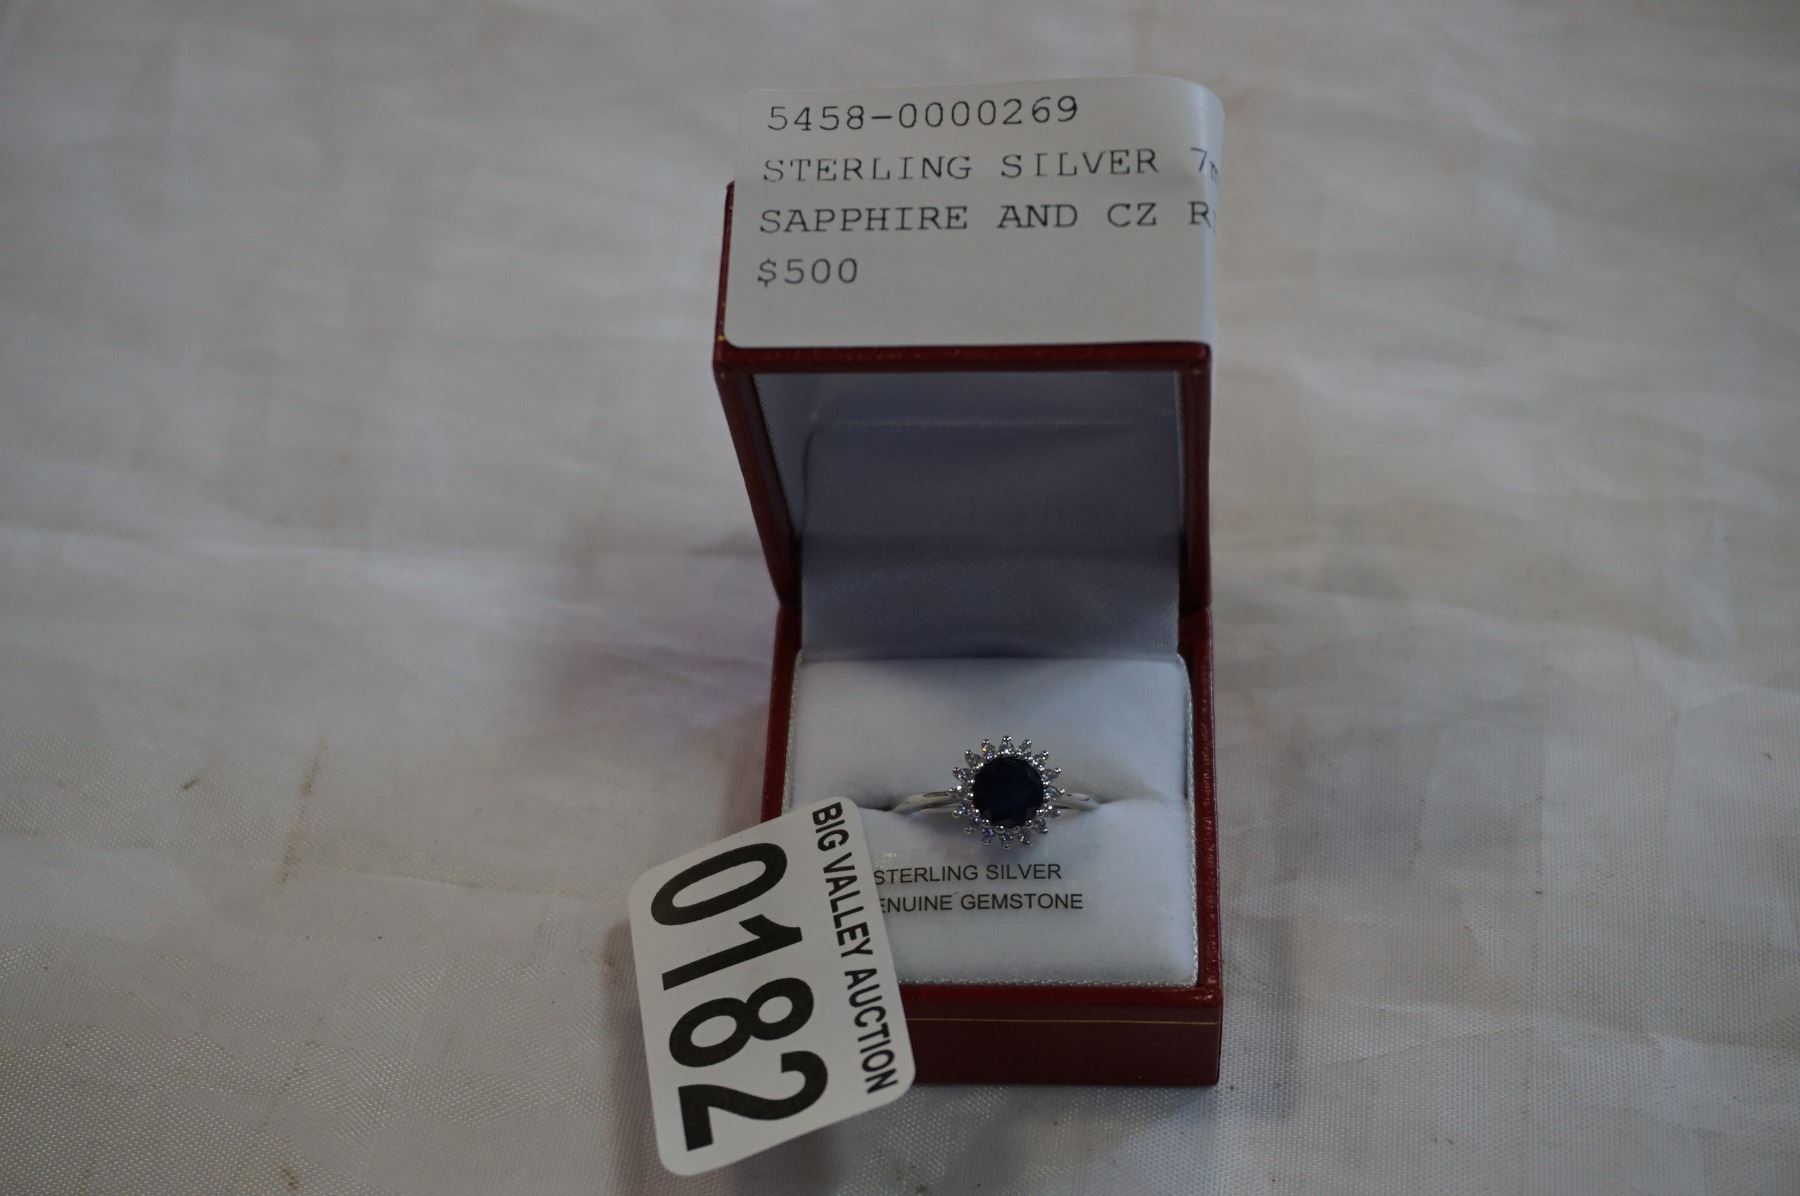 5458-0000269
STERLING SILVER
SAPPHIRE AND CZ
$500
STERLING SILVER
GEMSTONE
BIG VALLEY AUCTION
0182